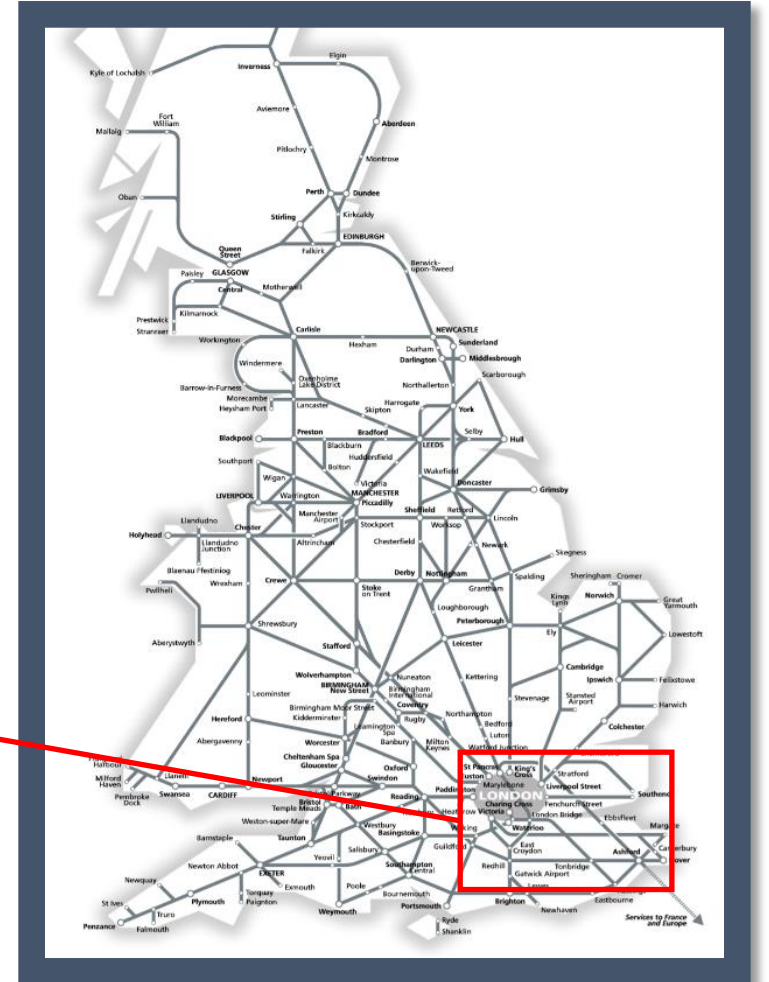 Elgin
Inverness
Kyle of Lochalsh
Aviemore
Fort
William
Mallaig
Aberdeen
Pitlochry
Montrose
Perth
Dundee
Oban
Stirling
Kirkcaldy
EDINBURGH
Falkirk
Queen
Street
GLASGOW
Central
Paisley
Motherwell
Berwick-
upon-Tweed
Prestwick
Stranraer
Kilmarnock
Carlisle
Workington
Hexham
NEWCASTLE
Sunderland
Durham
Darlington
Middlesbrough
Windermere
Oxenholme
Lake District
Northallerton
Scarborough
Barrow-in-Furness
Morecambe
Heysham Port
Lancaster
Skipton
Harrogate
York
Blackpool
Preston
Bradford
LEEDS
Selby
Hull
Blackburn
Huddersfield
Southport
Bolton
Wakefield
Wigan
Victoria
MANCHESTER
Piccadilly
Doncaster
Grimsby
LIVERPOOL
Warrington
Manchester
Airport
Stockport
Sheffield
Retford
Worksop
Lincoln
Llandudno
Holyhead
Chester
Llandudno
Junction
Altrincham
Chesterfield
Newark
Skegness
Blaenau Ffestiniog
Pwllheli
Wrexham
Crewe
Stoke
on Trent
Derby
Nottingham
Grantham
Spalding
Sheringham
Cromer
Kings
Lynn
Norwich
Great
Yarmouth
Loughborough
Aberystwyth
Shrewsbury
Stafford
Peterborough
Leicester
Ely
Lowestoft
Wolverhampton
BIRMINGHAM
New Street
Nuneaton
Birmingham
International
Kettering
Cambridge
Ipswich
Felixstowe
Leominster
Birmingham Moor Street
Kidderminster
Coventry
Rugby
Northampton
Stevenage
Stansted
Airport
Harwich
Hereford
Leamington
Spa
Bedford
Colchester
Abergavenny
Worcester
Banbury
Milton
Keynes
Luton
Cheltenham Spa
Gloucester
Oxford
Watford Junction
Milford
Haven
Pembroke
Dock
Llanelli
Swansea
CARDIFF
Newport
Parkway
Swindon
St Pancras
Euston
King's
Cross
Stratford
Marylebone
Liverpool Street
Reading
Paddington
LONDON
Southend
Bristol
Temple Meads
Bath
Charing Cross
Fenchurch Street
Heathrow
Victoria
London Bridge
Ebbsfleet
Weston-super-Mare
Westbury
Basingstoke
Woking
Waterloo
Margate
Barnstaple
Taunton
Salisbury
Guildford
East
Croydon
Canterbury
Ashford
Dover
Newton Abbot
Yeovil
Southampton
Central
Redhill
Tonbridge
Gatwick Airport
Newquay
EXETER
Exmouth
Poole
Bournemouth
Lewes
Eastbourne
Hastings
St Ives
Plymouth
Torquay
Paignton
Weymouth
Portsmouth
Brighton
Newhaven
Truro
Penzance
Falmouth
Ryde
Shanklin
Services to France
and Europe